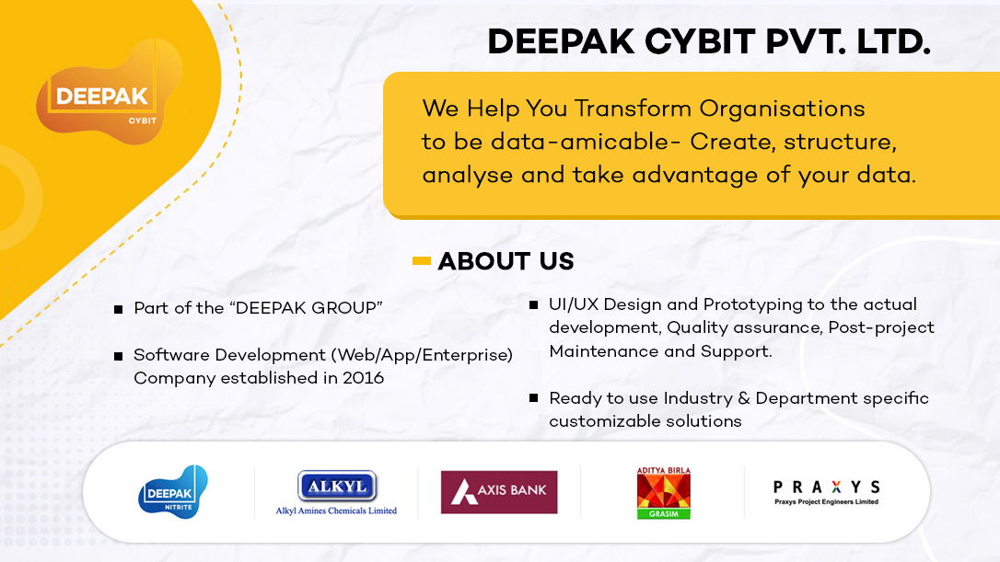 DEEPAK CYBIT PVT. LTD.
DEEPAK
CYBIT
We Help You Transform Organisations
to be data-amicable- Create, structure,
analyse and take advantage of your data.
ABOUT US
Part of the “DEEPAK GROUP”
Software Development (Web/App/Enterprise)
Company established in 2016
UI/UX Design and Prototyping to the actual
development, Quality assurance, Post-project
Maintenance and Support.
Ready to use Industry & Department specific
customizable solutions
DEEPAK
NITRITE
ALKYL
Alkyl Amines Chemicals Limited
AXIS BANK
ADITYA BIRLA
GRASIM
PRAXYS
Praxys Project Engineers Limited